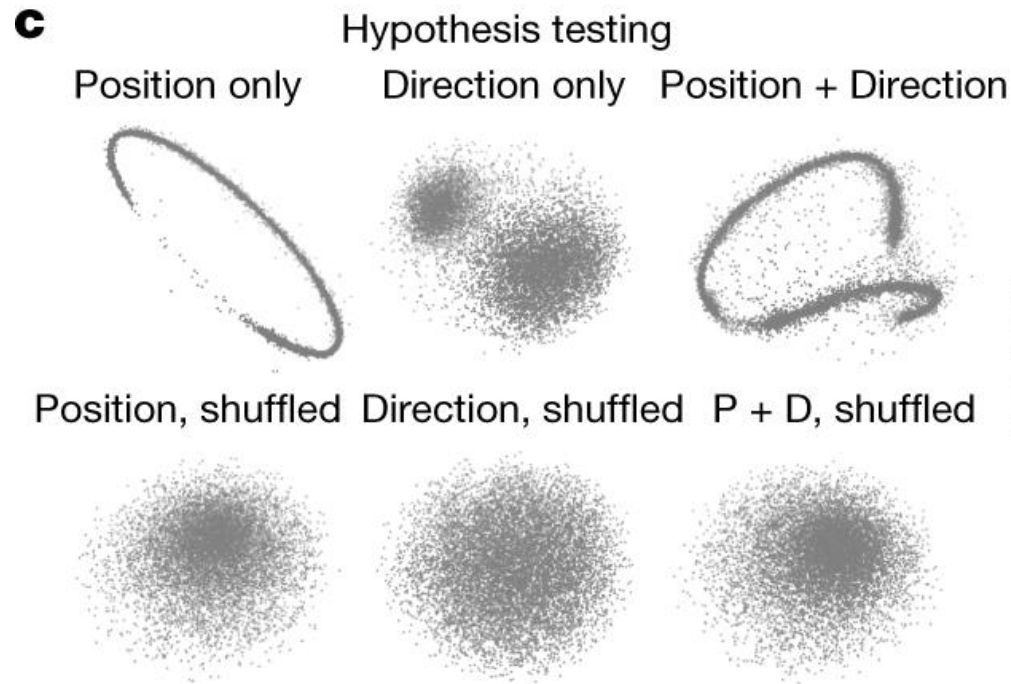 c
Hypothesis testing
Position only
Direction only
Position + Direction
Position, shuffled
Direction, shuffled
P + D, shuffled